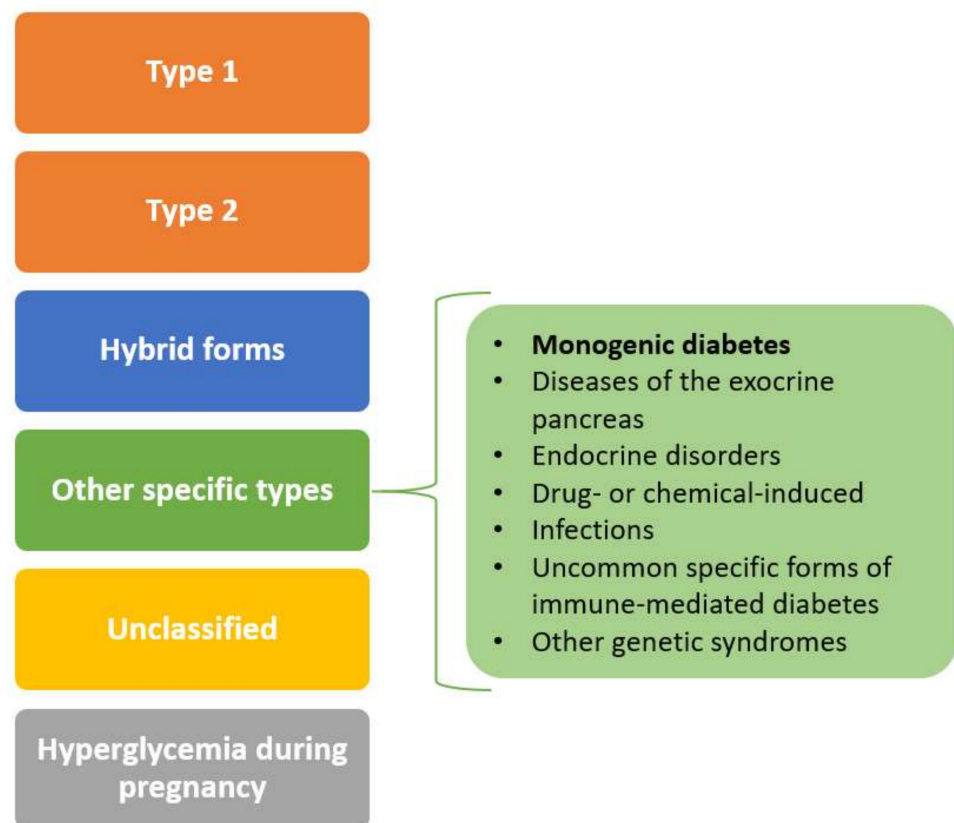 Type 1
Type 2
Hybrid forms
Other specific types
Unclassified
Hyperglycemia during
pregnancy
• Monogenic diabetes
• Diseases of the exocrine
pancreas
• Endocrine disorders
• Drug- or chemical-induced
• Infections
• Uncommon specific forms of
immune-mediated diabetes
• Other genetic syndromes